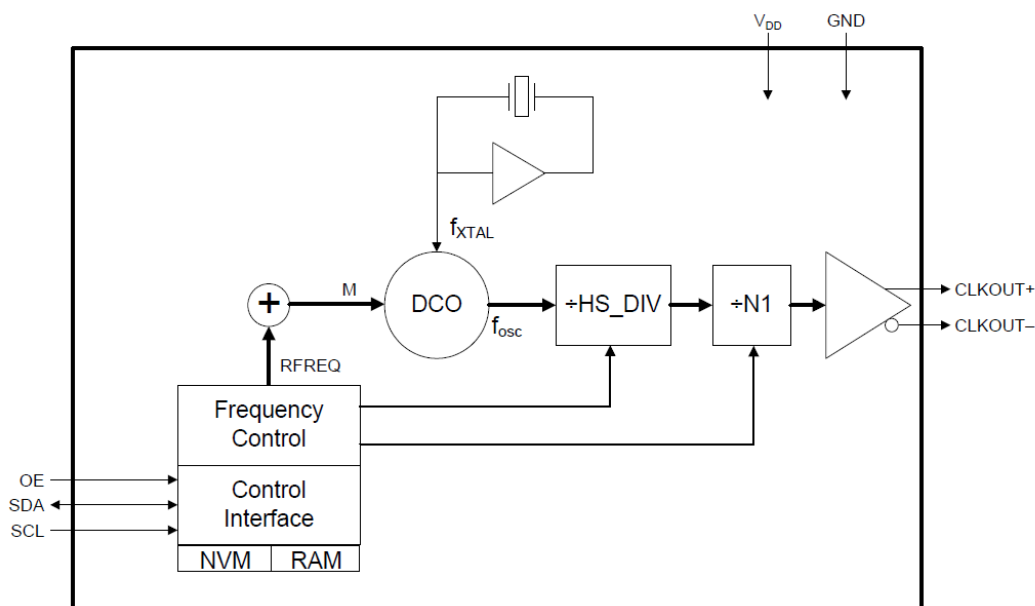 VDD
GND
fXTAL
+
M
DCO
÷HS_DIV
÷N1
CLKOUT+
CLKOUT–
fosc
RFREQ
Frequency
Control
OE
SDA
SCL
Control
Interface
NVM
RAM